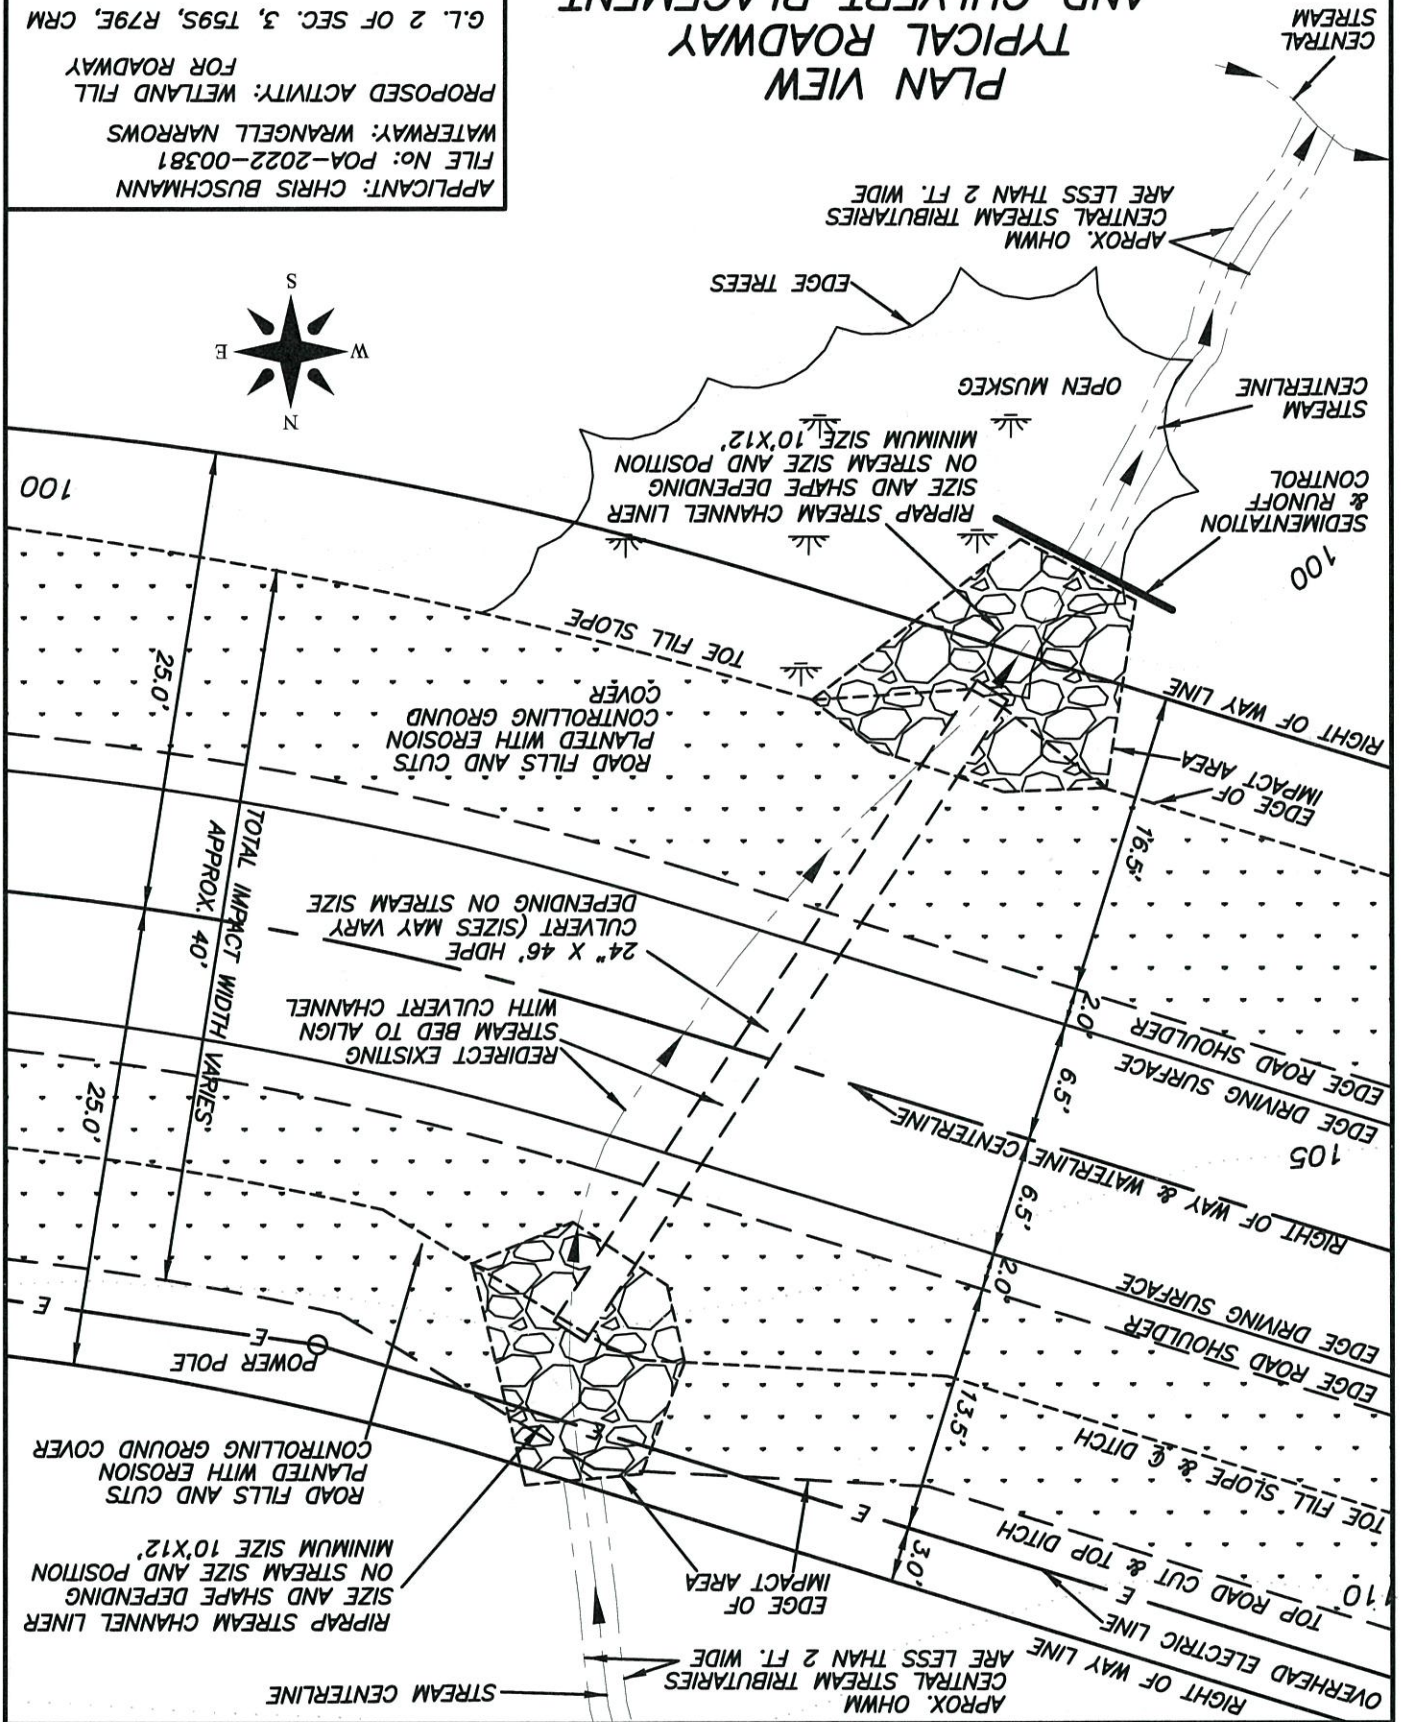 RIGHT OF WAY LINE
OVERHEAD ELECTRIC LINE
APROX. OHWM
CENTRAL STREAM TRIBUTARIES
ARE LESS THAN 2 FT. WIDE
STREAM CENTERLINE
EDGE OF
IMPACT AREA
RIPRAP STREAM CHANNEL LINER
SIZE AND SHAPE DEPENDING
ON STREAM SIZE AND POSITION
MINIMUM SIZE 10'X12'
110
TOP ROAD CUT & TOP DITCH
E
3.0'
E
E
ROAD FILLS AND CUTS
PLANTED WITH EROSION
CONTROLLING GROUND COVER
TOE FILL SLOPE & ℄ DITCH
13.5'
POWER POLE
E
E
EDGE ROAD SHOULDER
EDGE DRIVING SURFACE
2.0'
RIGHT OF WAY & WATERLINE CENTERLINE
6.5'
105
6.5'
EDGE DRIVING SURFACE
EDGE ROAD SHOULDER
2.0'
REDIRECT EXISTING
STREAM BED TO ALIGN
WITH CULVERT CHANNEL
24" X 46' HDPE
CULVERT (SIZES MAY VARY
DEPENDING ON STREAM SIZE
25.0'
TOTAL IMPACT WIDTH VARIES
APPROX. 40'
25.0'
16.5'
EDGE OF
IMPACT AREA
RIGHT OF WAY LINE
ROAD FILLS AND CUTS
PLANTED WITH EROSION
CONTROLLING GROUND
COVER
TOE FILL SLOPE
100
SEDIMENTATION
& RUNOFF
CONTROL
RIPRAP STREAM CHANNEL LINER
SIZE AND SHAPE DEPENDING
ON STREAM SIZE AND POSITION
MINIMUM SIZE 10'X12'
100
STREAM
CENTERLINE
OPEN MUSKEG
N
W
E
S
EDGE TREES
APROX. OHWM
CENTRAL STREAM TRIBUTARIES
ARE LESS THAN 2 FT. WIDE
CENTRAL
STREAM
PLAN VIEW
TYPICAL ROADWAY
AND CULVERT PLACEMENT
APPLICANT: CHRIS BUSCHMANN
FILE No: POA-2022-00381
WATERWAY: WRANGELL NARROWS
PROPOSED ACTIVITY: WETLAND FILL
FOR ROADWAY
G.L. 2 OF SEC. 3, T59S, R79E, CRM